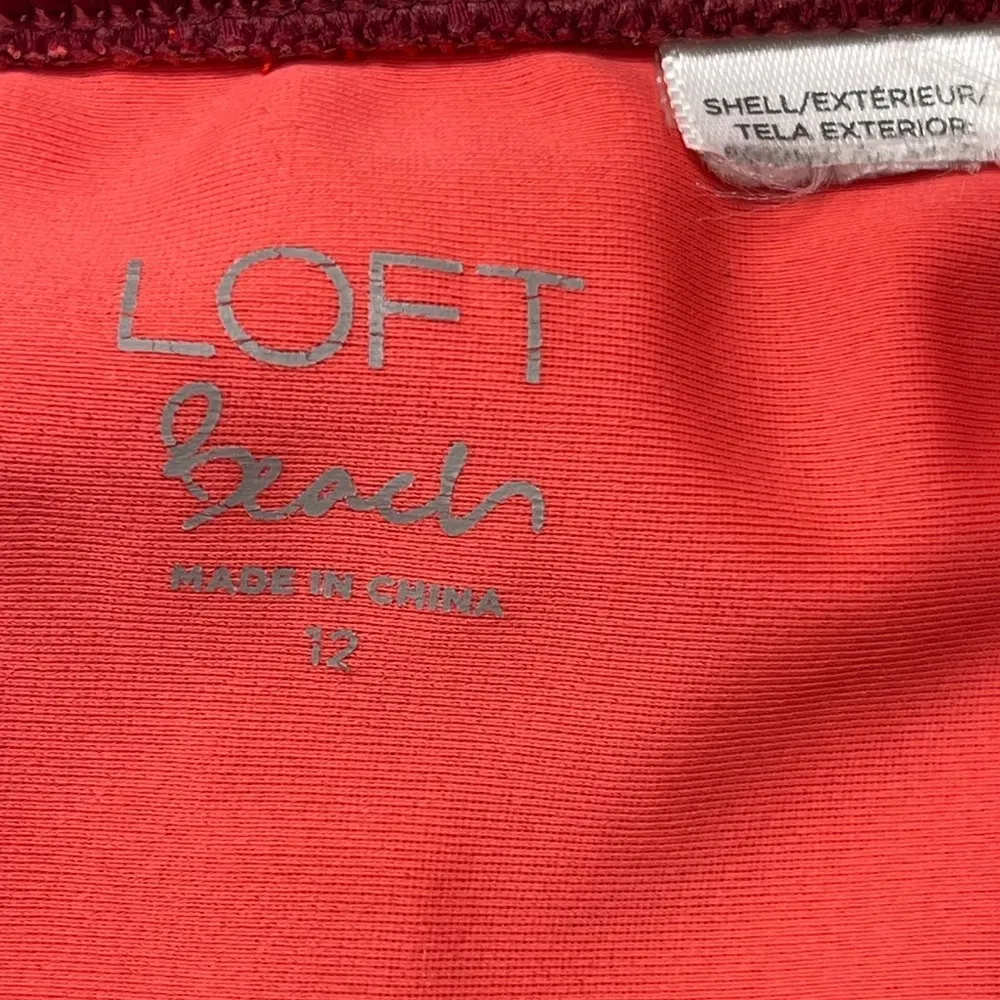 SHELL/EXTÉRIEUR/
TELA EXTERIOR:
LOFT
beach
MADE IN CHINA
12